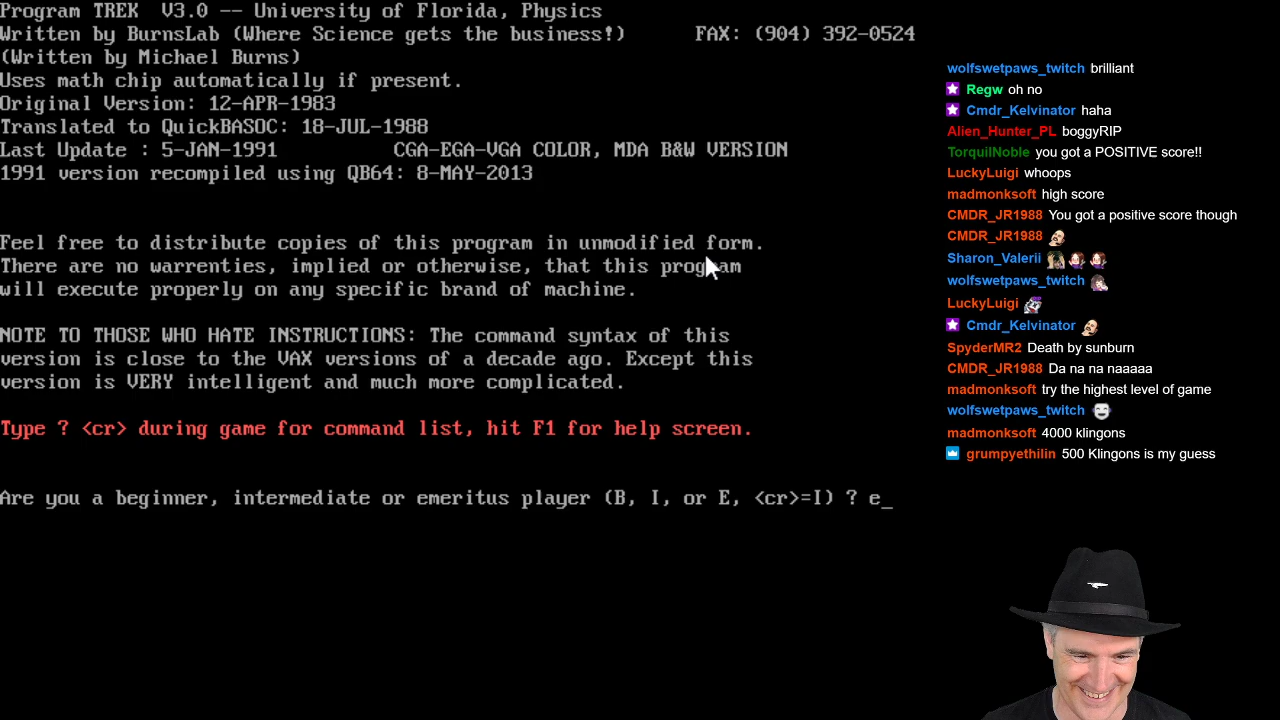 Program TREK  V3.0 -- University of Florida, Physics
Written by BurnsLab (Where Science gets the business!)      FAX: (904) 392-0524
(Written by Michael Burns)
Uses math chip automatically if present.
Original Version: 12-APR-1983
Translated to QuickBASOC: 18-JUL-1988
Last Update : 5-JAN-1991          CGA-EGA-VGA COLOR, MDA B&W VERSION
1991 version recompiled using QB64: 8-MAY-2013
Feel free to distribute copies of this program in unmodified form.
There are no warrenties, implied or otherwise, that this program
will execute properly on any specific brand of machine.
NOTE TO THOSE WHO HATE INSTRUCTIONS: The command syntax of this
version is close to the VAX versions of a decade ago. Except this
version is VERY intelligent and much more complicated.
Type ? <cr> during game for command list, hit F1 for help screen.
Are you a beginner, intermediate or emeritus player (B, I, or E, <cr>=I) ? e_
wolfswetpaws_twitch brilliant
Regw oh no
Cmdr_Kelvinator haha
Alien_Hunter_PL boggyRIP
TorquilNoble you got a POSITIVE score!!
LuckyLuigi whoops
madmonksoft high score
CMDR_JR1988 You got a positive score though
CMDR_JR1988
Sharon_Valerii
wolfswetpaws_twitch
LuckyLuigi
Cmdr_Kelvinator
SpyderMR2 Death by sunburn
CMDR_JR1988 Da na na naaaaa
madmonksoft try the highest level of game
wolfswetpaws_twitch
madmonksoft 4000 klingons
grumpyethilin 500 Klingons is my guess